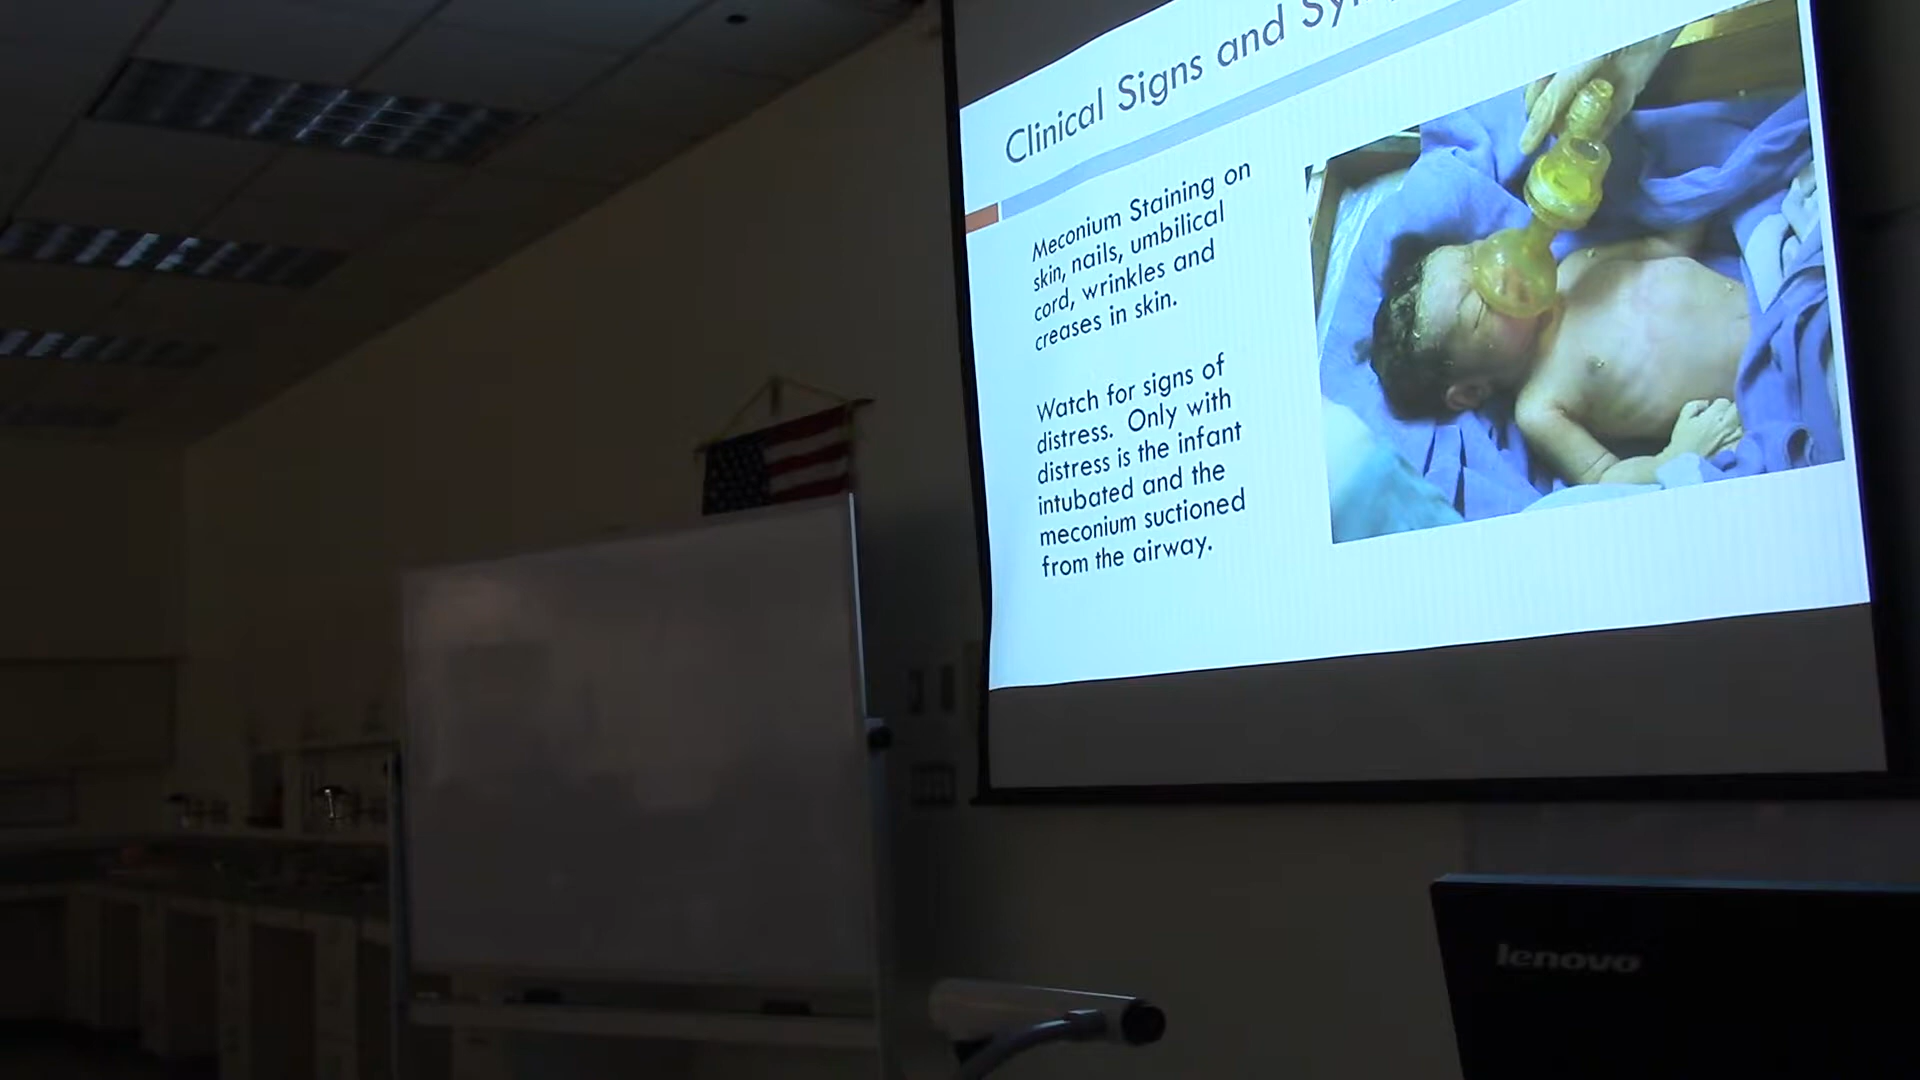 Clinical Signs and
Meconium Staining on
skin, nails, umbilical
cord, wrinkles and
creases in skin.
Watch for signs of
distress. Only with
distress is the infant
intubated and the
meconium suctioned
from the airway.
lenovo